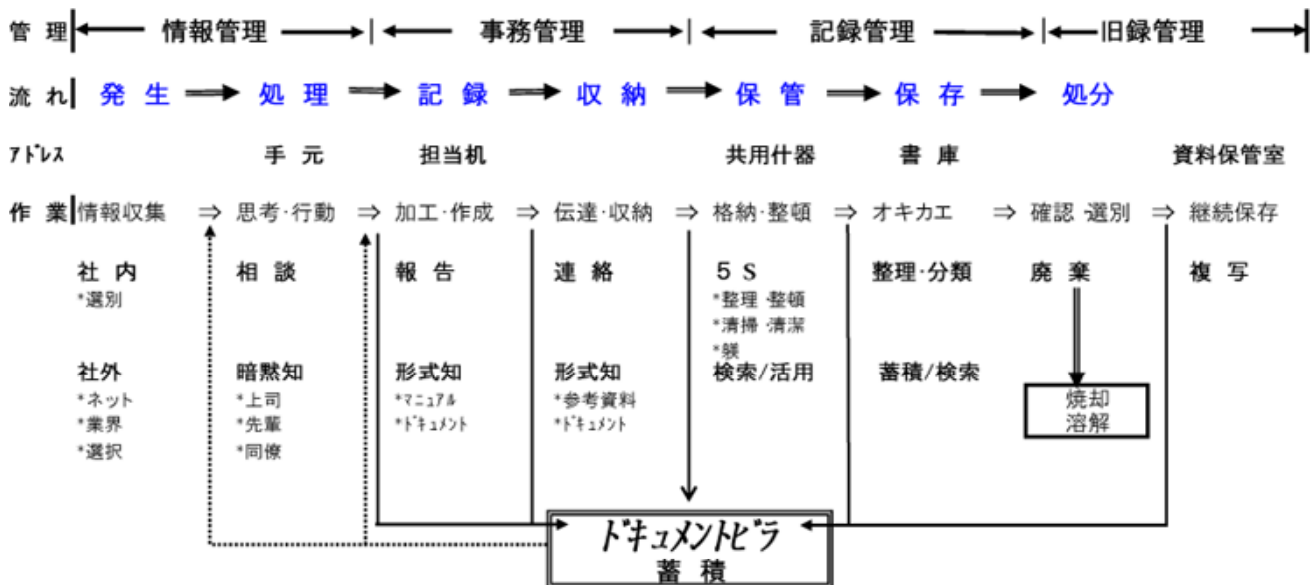 管 理 情報管理 事務管理 記録管理 旧録管理
流 れ 発 生 処 理 記 録 収 納 保 管 保 存 処分
ｱﾄﾞﾚｽ 手 元 担当机 共用什器 書 庫 資料保管室
作 業 情報収集 ⇒ 思考･行動 ⇒ 加工･作成 ⇒ 伝達･収納 ⇒ 格納･整頓 ⇒ オキカエ ⇒ 確認･選別 ⇒ 継続保存
社 内 相 談 報 告 連 絡 5 S 整理･分類 廃 棄 複 写
*選別 *整理･整頓
*清掃･清潔
*躾
社外 暗黙知 形式知 形式知 検索/活用 蓄積/検索
*ネット *上司 *ﾏﾆｭｱﾙ *参考資料 焼却
*業界 *先輩 *ﾄﾞｷｭﾒﾝﾄ *ﾄﾞｷｭﾒﾝﾄ 溶解
*選択 *同僚
ﾄﾞｷｭﾒﾝﾄﾋﾞﾗ
蓄 積